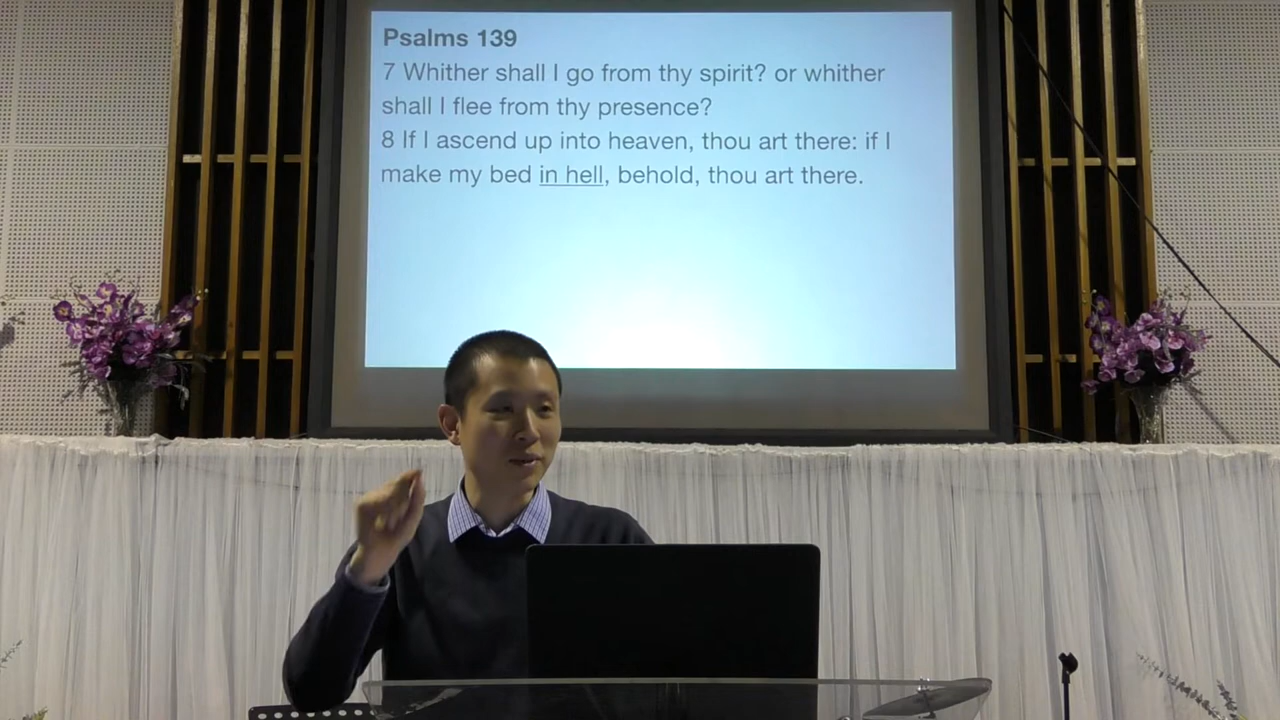 Psalms 139
7 Whither shall I go from thy spirit? or whither
shall I flee from thy presence?
8 If I ascend up into heaven, thou art there: if I
make my bed in hell, behold, thou art there.